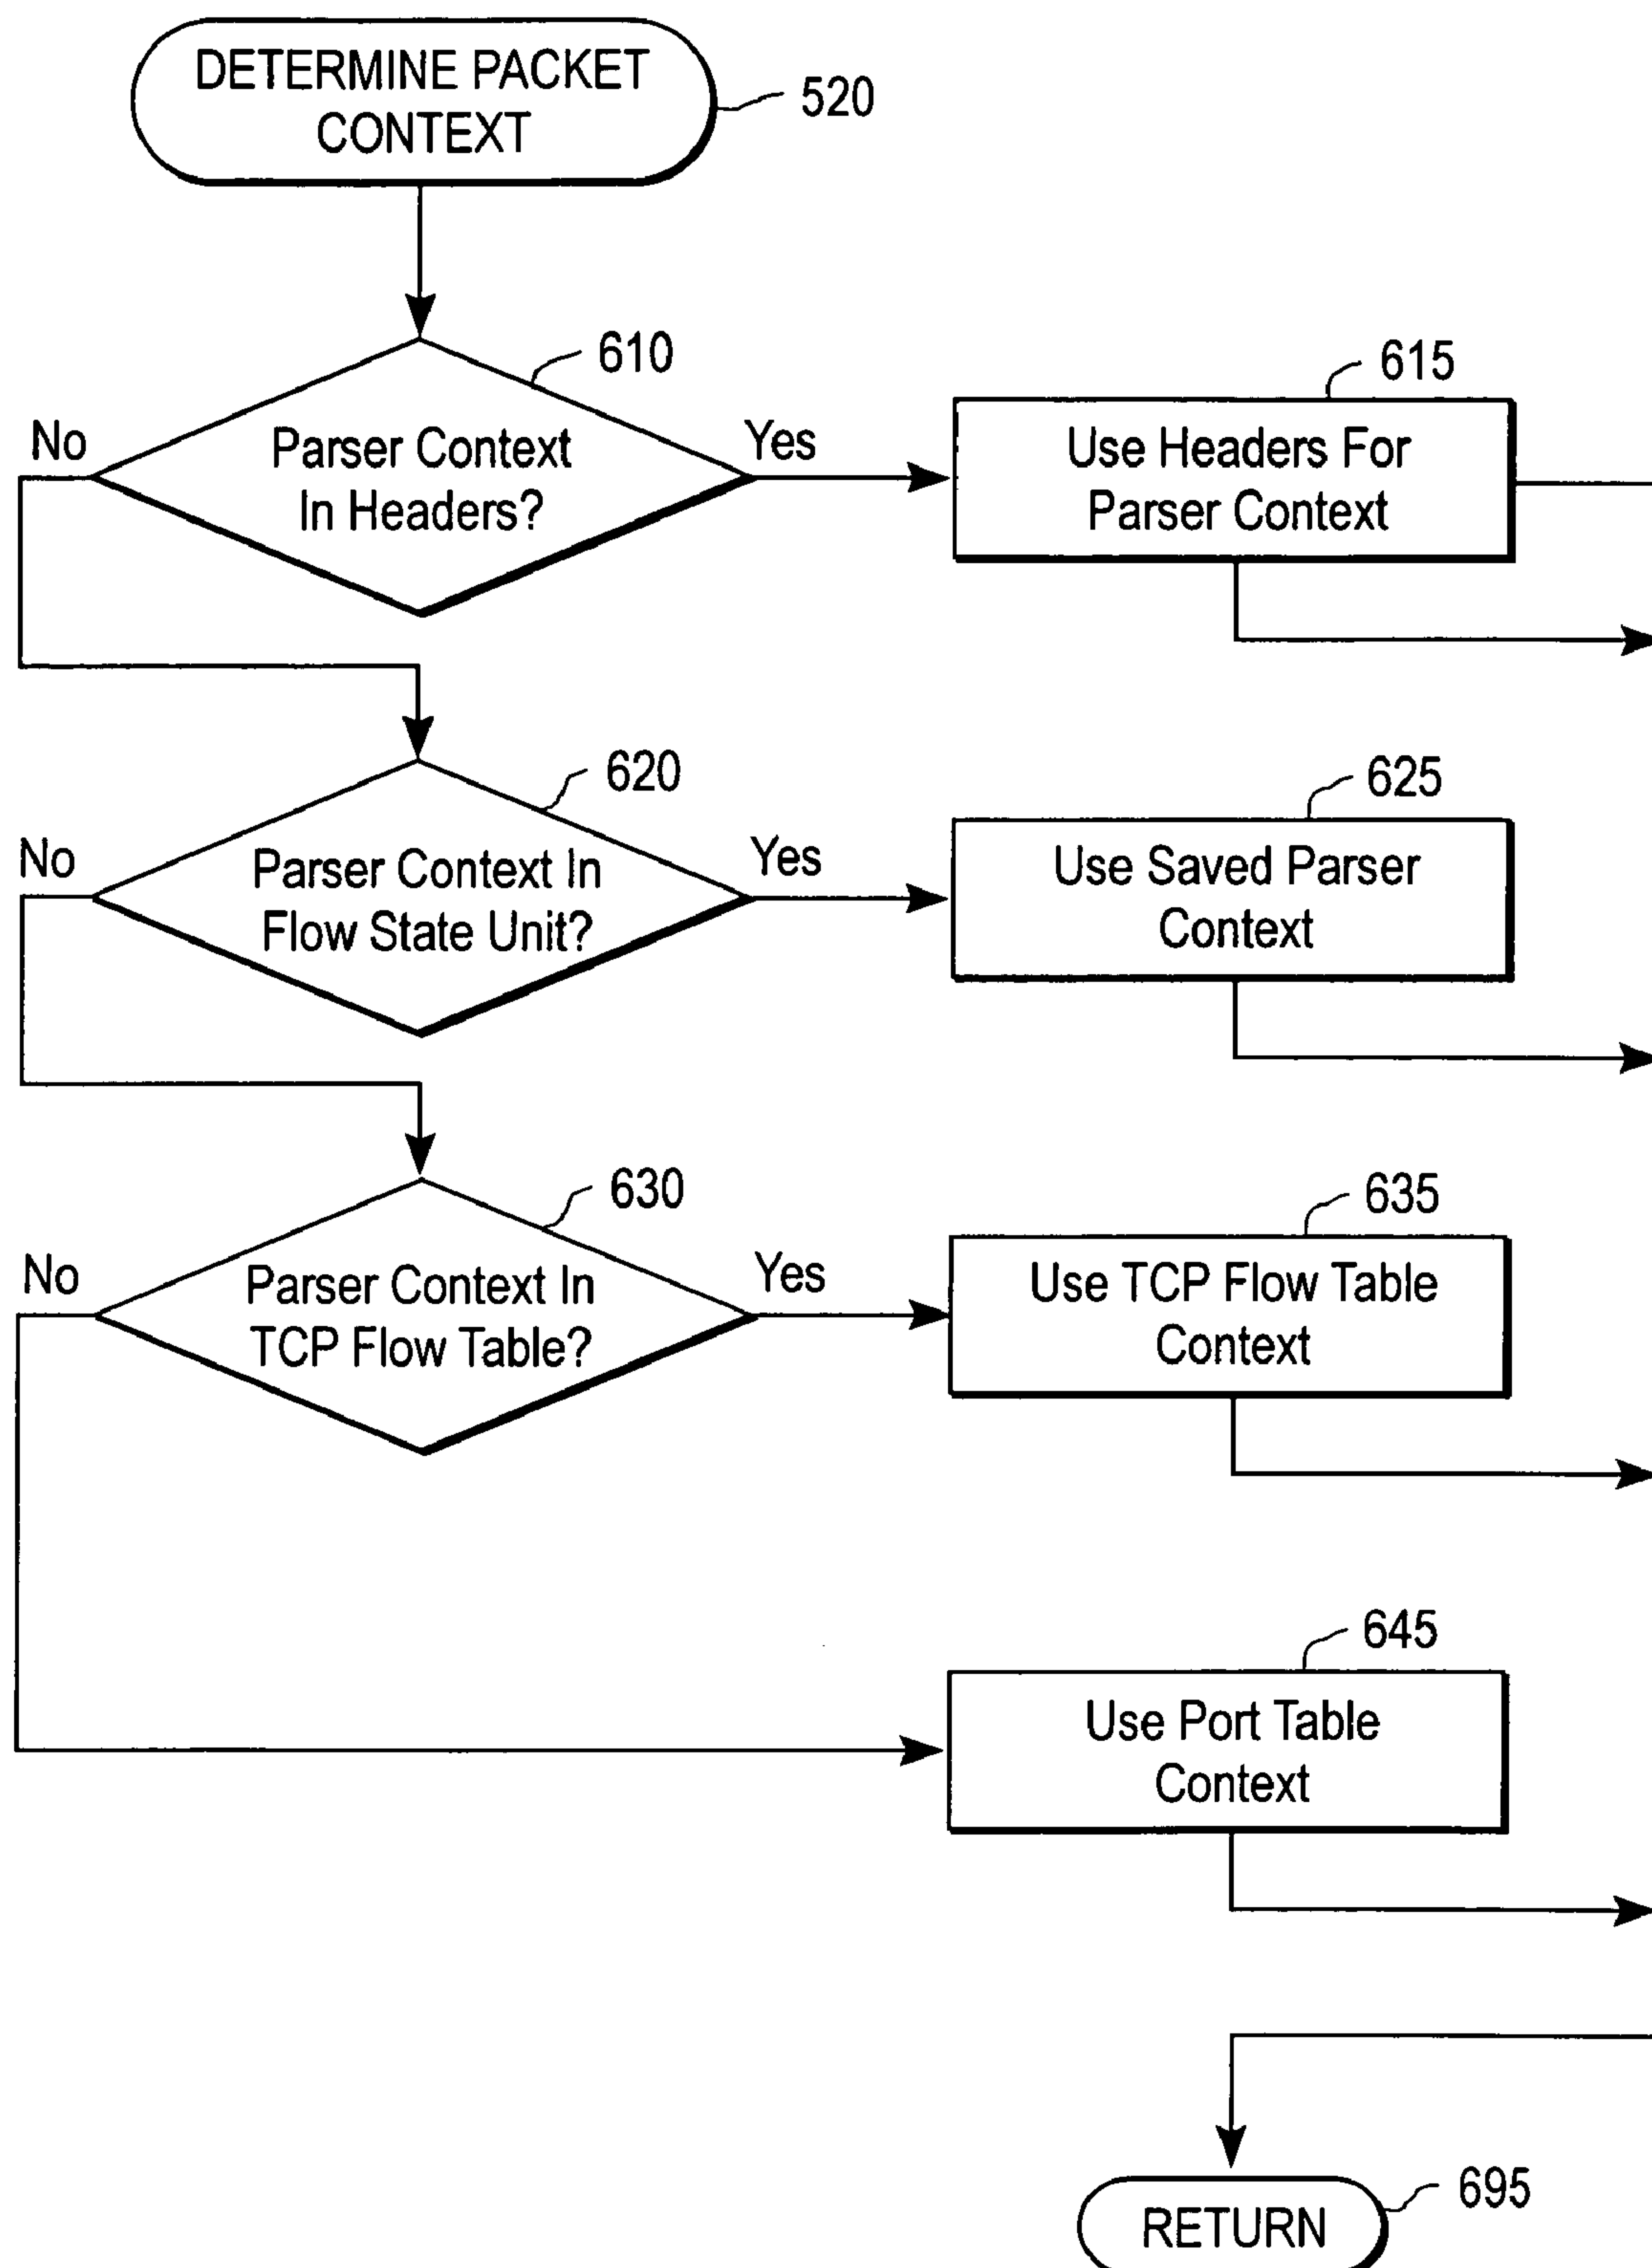 DETERMINE PACKET
CONTEXT
520
610
No
Parser Context
In Headers?
Yes
615
Use Headers For
Parser Context
620
No
Parser Context In
Flow State Unit?
Yes
625
Use Saved Parser
Context
630
No
Parser Context In
TCP Flow Table?
Yes
635
Use TCP Flow Table
Context
645
Use Port Table
Context
RETURN
695